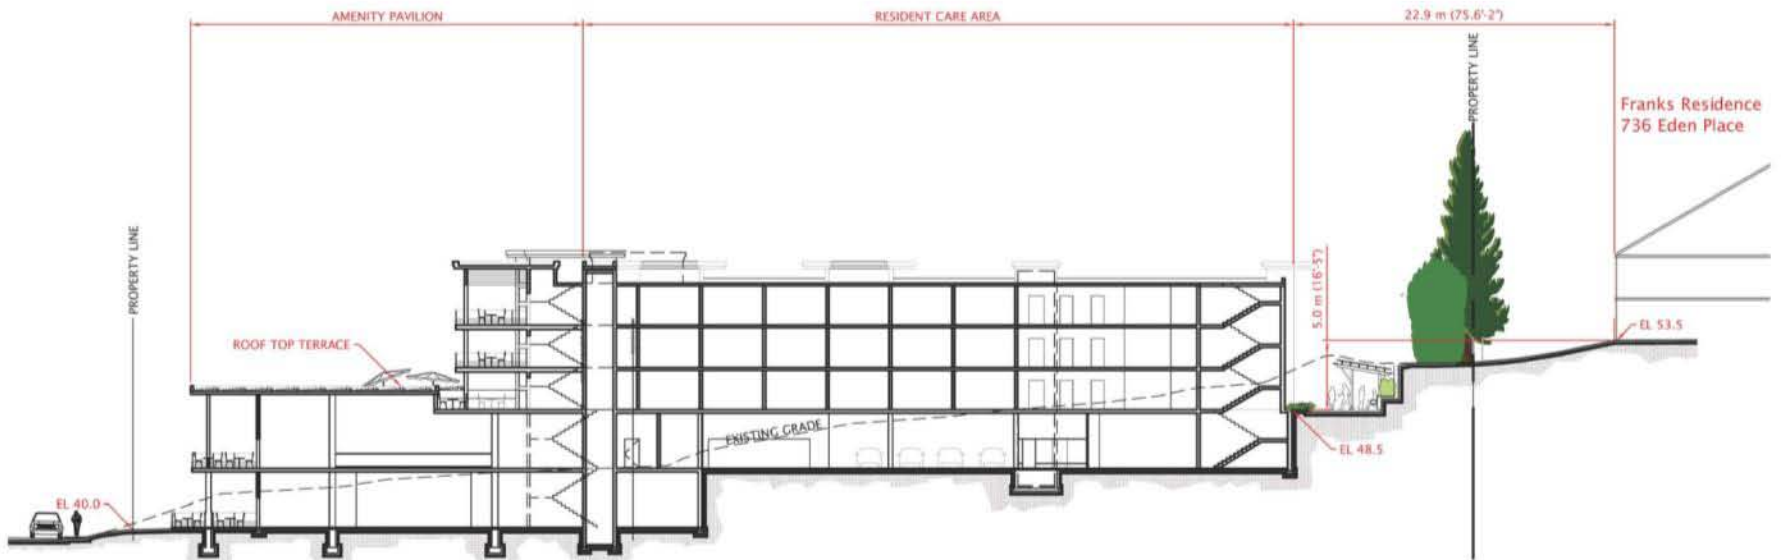 AMENITY PAVILION
RESIDENT CARE AREA
22.9 m (75.6'-2")
PROPERTY LINE
Franks Residence
736 Eden Place
PROPERTY LINE
5.0 m (16'-5")
EL 53.5
ROOF TOP TERRACE
EXISTING GRADE
EL 48.5
EL 40.0